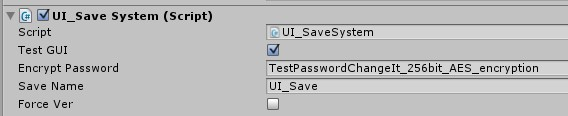 UI_Save System (Script)
Script UI_SaveSystem
Test GUI
Encrypt Password TestPasswordChangeIt_256bit_AES_encryption
Save Name UI_Save
Force Ver